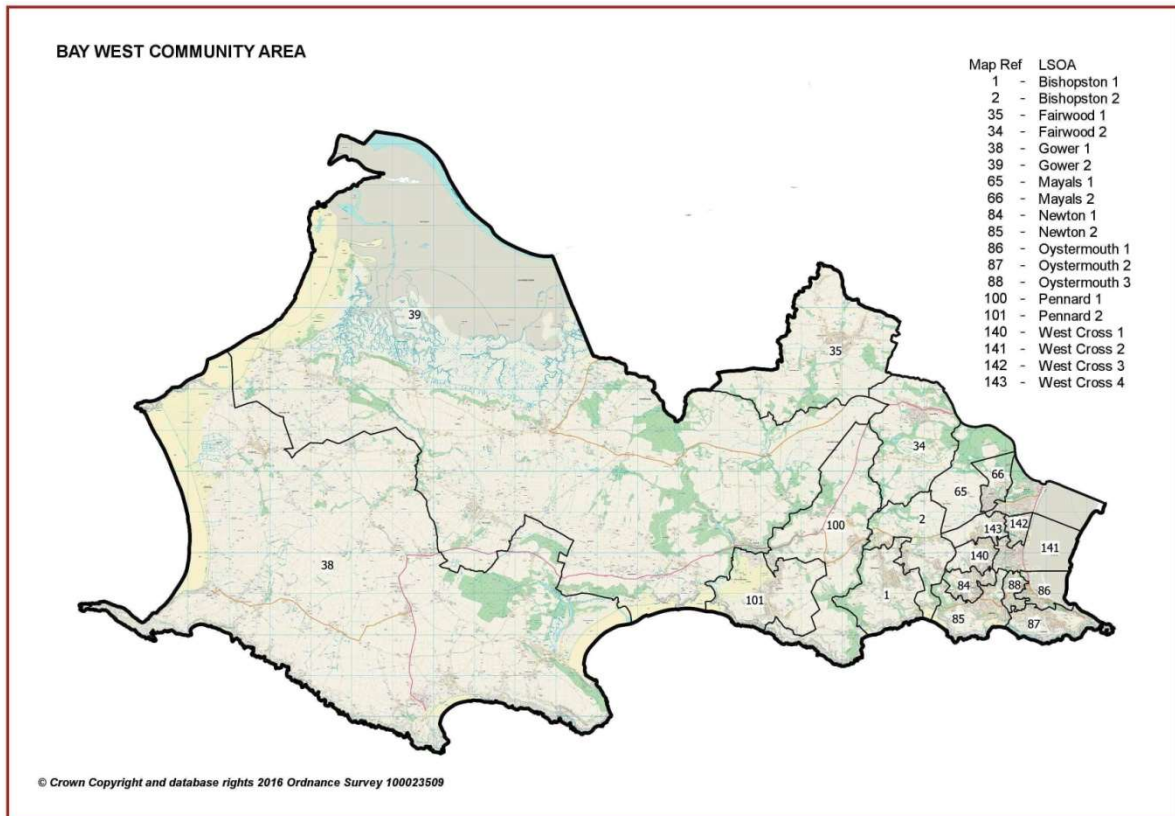 BAY WEST COMMUNITY AREA
Map Ref LSOA
1 - Bishopston 1
2 - Bishopston 2
35 - Fairwood 1
34 - Fairwood 2
38 - Gower 1
39 - Gower 2
65 - Mayals 1
66 - Mayals 2
84 - Newton 1
85 - Newton 2
86 - Oystermouth 1
87 - Oystermouth 2
88 - Oystermouth 3
100 - Pennard 1
101 - Pennard 2
140 - West Cross 1
141 - West Cross 2
142 - West Cross 3
143 - West Cross 4
39
35
34
66
65
2
143
142
100
141
140
38
84
88
86
101
1
85
87
© Crown Copyright and database rights 2016 Ordnance Survey 100023509